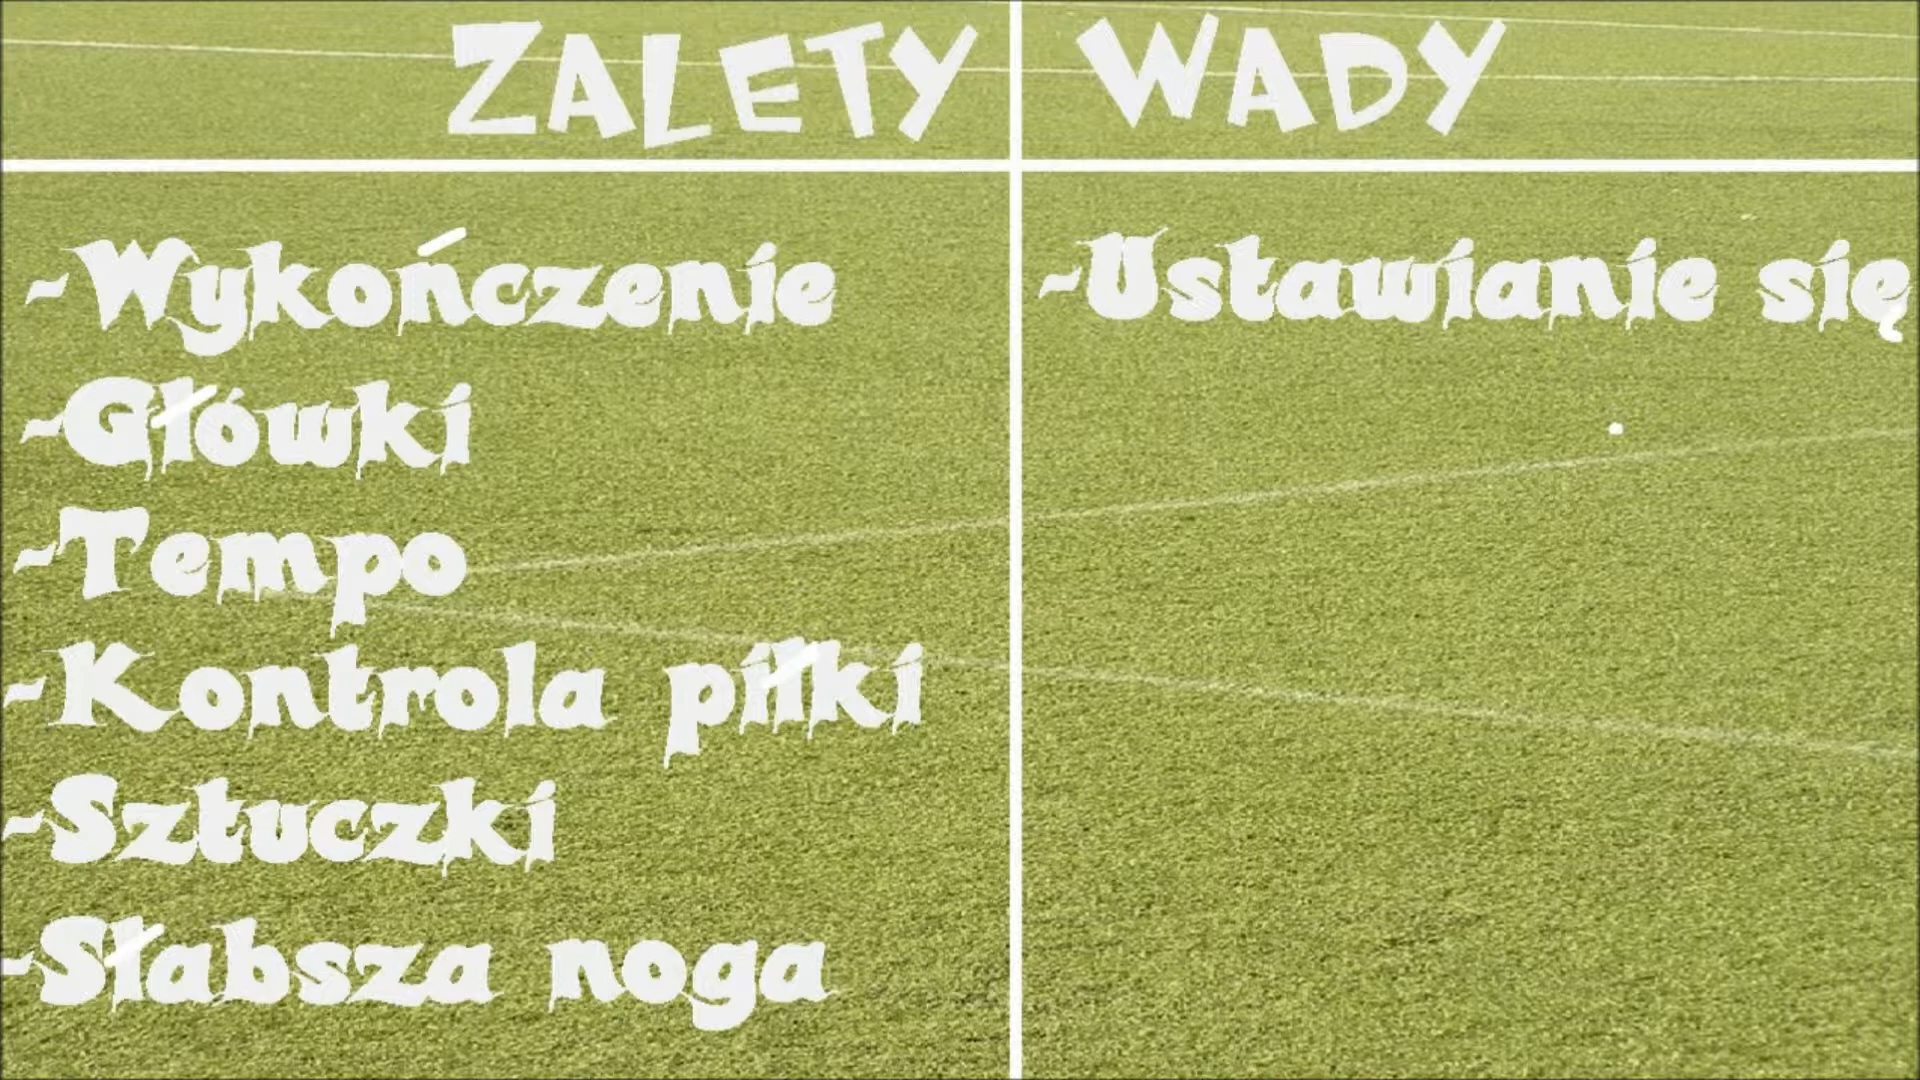 ZALETY WADY
-Wykończenie
-Główki
-Tempo
-Kontrola piłki
-Sztuczki
-Słabsza noga
-Ustawianie się